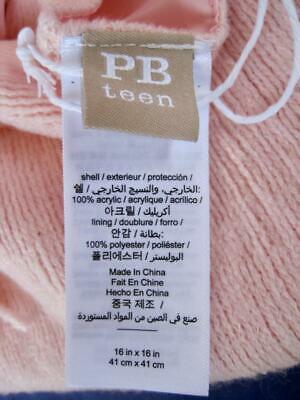 PB
teen
shell / exterieur / protección /
쉘 / الخارجي، والنسيج الخارجي:
100% acrylic / acrylique / acrílico /
아크릴 / أكريليك
lining / doublure / forro /
안감 / بطانة:
100% polyester / poliéster /
폴리에스터 / البوليستر
Made In China
Fait En Chine
Hecho En China
중국 제조 /
صنع في الصين من المواد المستوردة
16 in x 16 in
41 cm x 41 cm